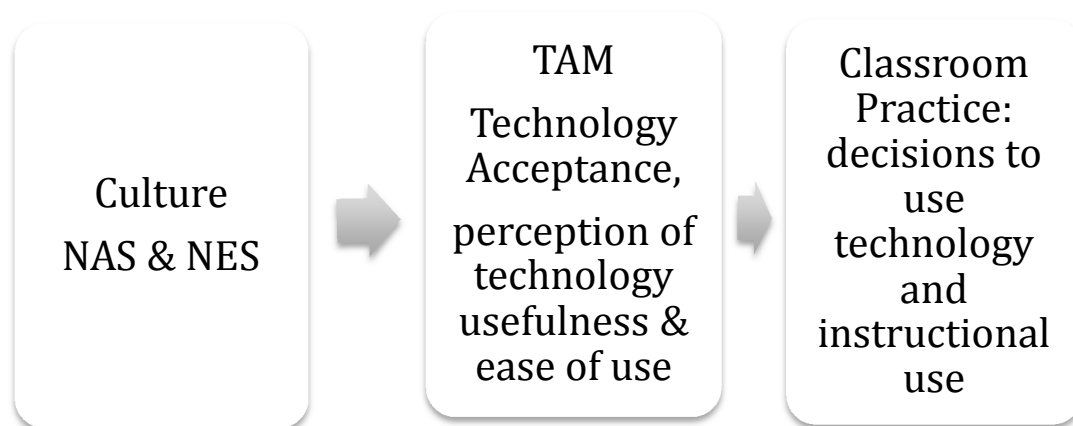 Culture
NAS & NES
TAM
Technology
Acceptance,
perception of
technology
usefulness &
ease of use
Classroom
Practice:
decisions to
use
technology
and
instructional
use